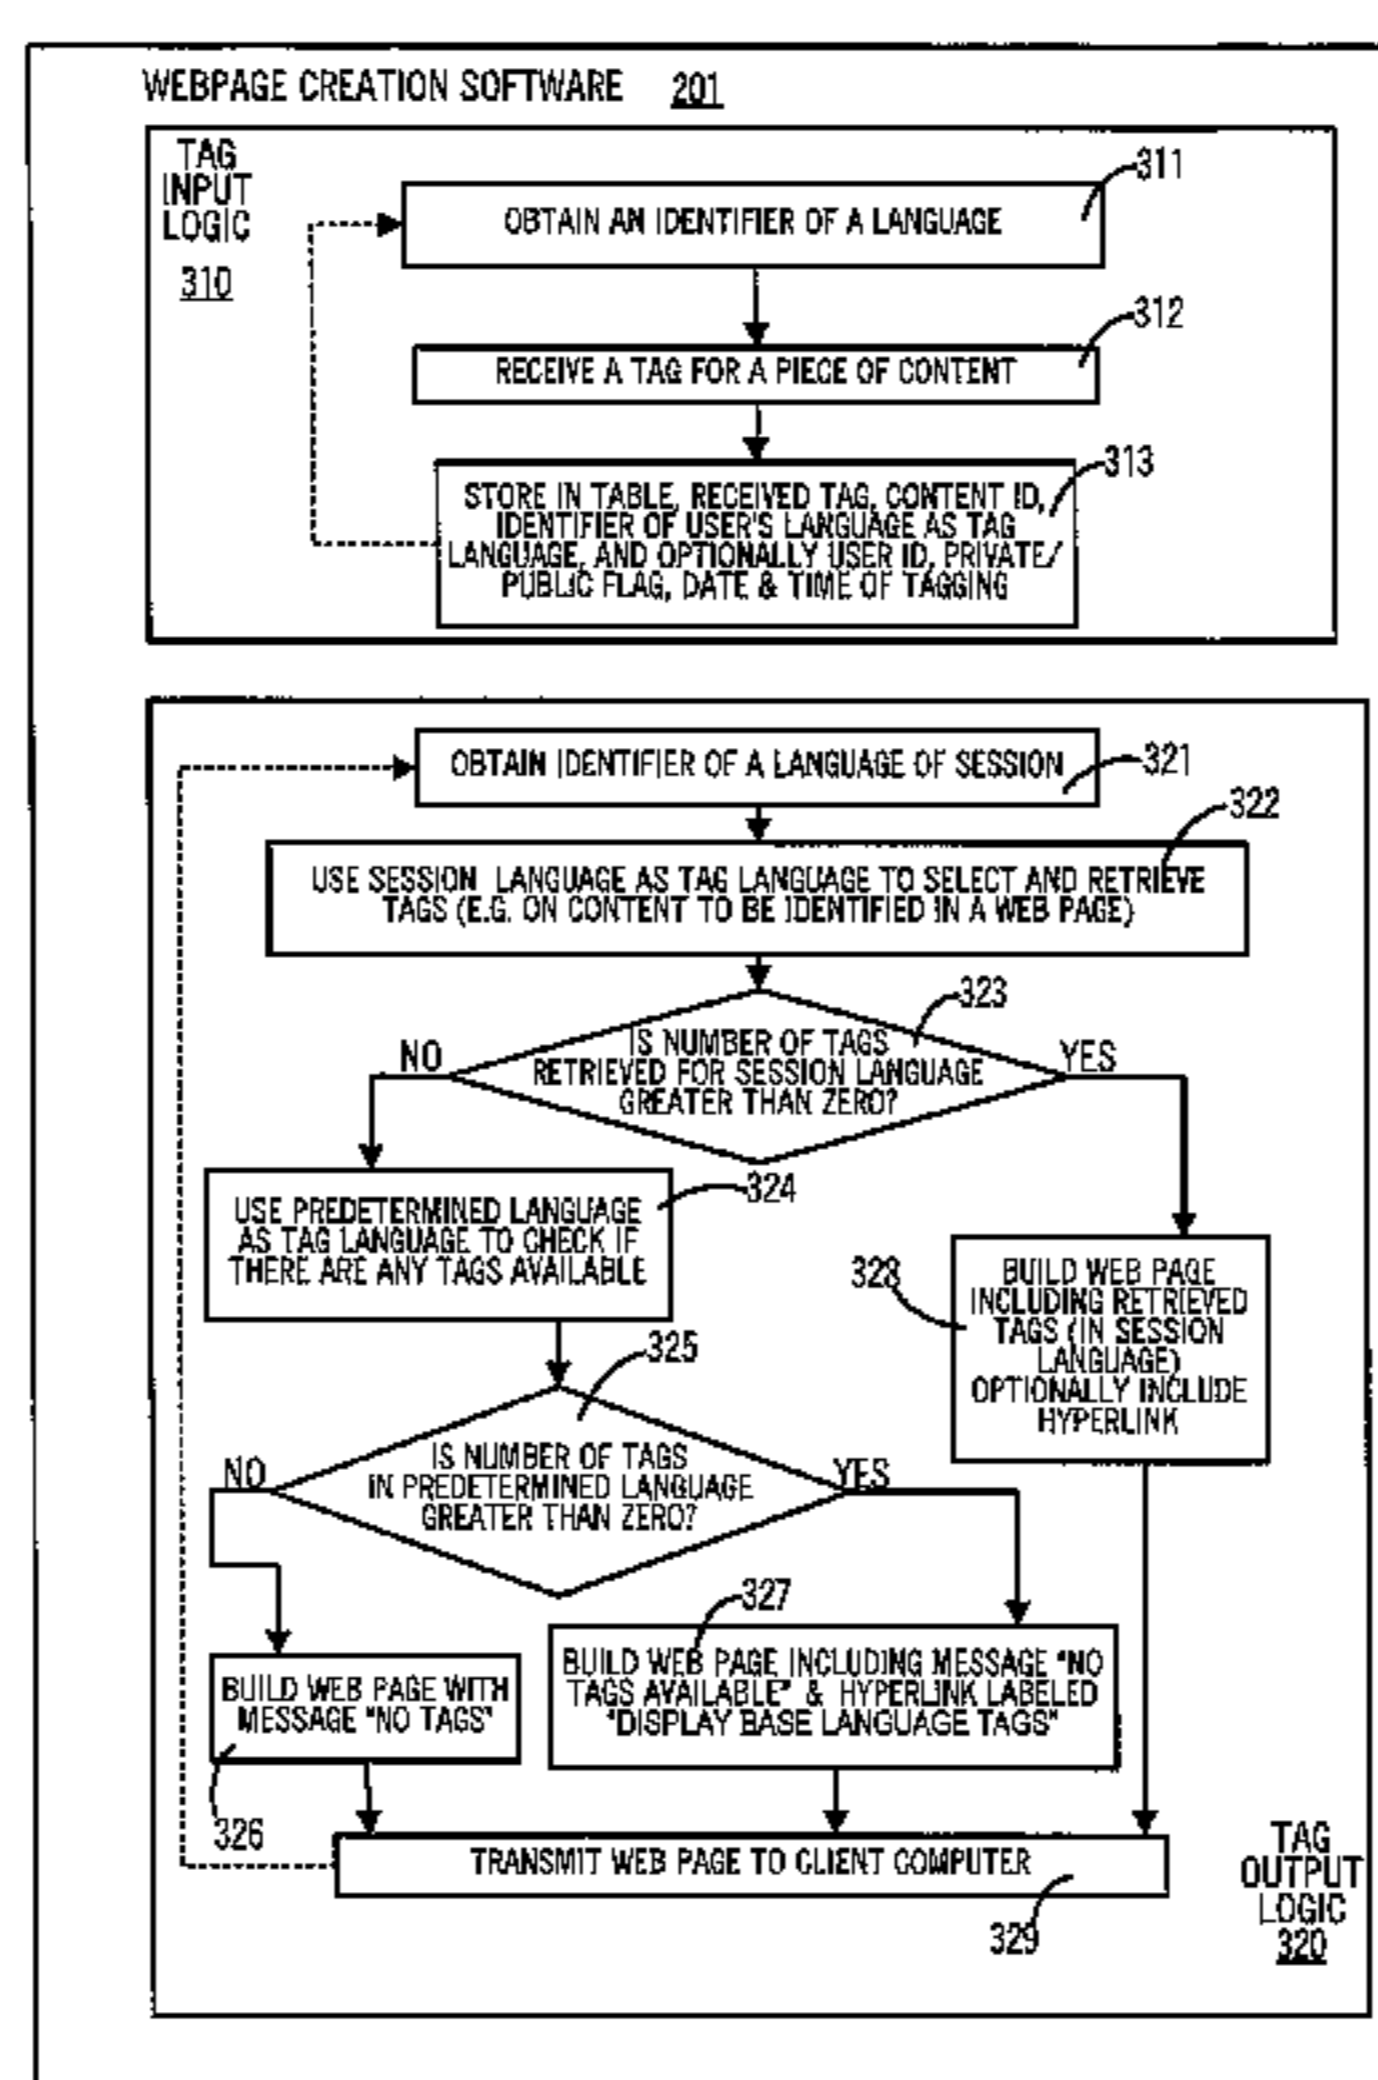 WEBPAGE CREATION SOFTWARE 201
TAG
INPUT
LOGIC
310
311
OBTAIN AN IDENTIFIER OF A LANGUAGE
312
RECEIVE A TAG FOR A PIECE OF CONTENT
313
STORE IN TABLE, RECEIVED TAG, CONTENT ID,
IDENTIFIER OF USER'S LANGUAGE AS TAG
LANGUAGE, AND OPTIONALLY USER ID, PRIVATE/
PUBLIC FLAG, DATE & TIME OF TAGGING
OBTAIN IDENTIFIER OF A LANGUAGE OF SESSION
321
322
USE SESSION LANGUAGE AS TAG LANGUAGE TO SELECT AND RETRIEVE
TAGS (E.G. ON CONTENT TO BE IDENTIFIED IN A WEB PAGE)
323
IS NUMBER OF TAGS
RETRIEVED FOR SESSION LANGUAGE
GREATER THAN ZERO?
NO
YES
324
USE PREDETERMINED LANGUAGE
AS TAG LANGUAGE TO CHECK IF
THERE ARE ANY TAGS AVAILABLE
328
BUILD WEB PAGE
INCLUDING RETRIEVED
TAGS (IN SESSION
LANGUAGE)
OPTIONALLY INCLUDE
HYPERLINK
325
IS NUMBER OF TAGS
IN PREDETERMINED LANGUAGE
GREATER THAN ZERO?
NO
YES
327
BUILD WEB PAGE WITH
MESSAGE "NO TAGS"
326
BUILD WEB PAGE INCLUDING MESSAGE "NO
TAGS AVAILABLE" & HYPERLINK LABELED
"DISPLAY BASE LANGUAGE TAGS"
TRANSMIT WEB PAGE TO CLIENT COMPUTER
329
TAG
OUTPUT
LOGIC
320